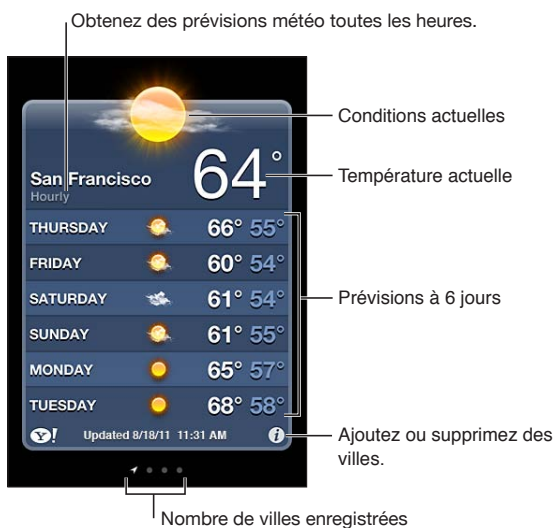 Obtenez des prévisions météo toutes les heures.
Conditions actuelles
64°
San Francisco
Température actuelle
Hourly
THURSDAY 66° 55°
FRIDAY 60° 54°
SATURDAY 61° 54°
Prévisions à 6 jours
SUNDAY 61° 55°
MONDAY 65° 57°
TUESDAY 68° 58°
Y! Updated 8/18/11 11:31 AM i
Ajoutez ou supprimez des
villes.
Nombre de villes enregistrées